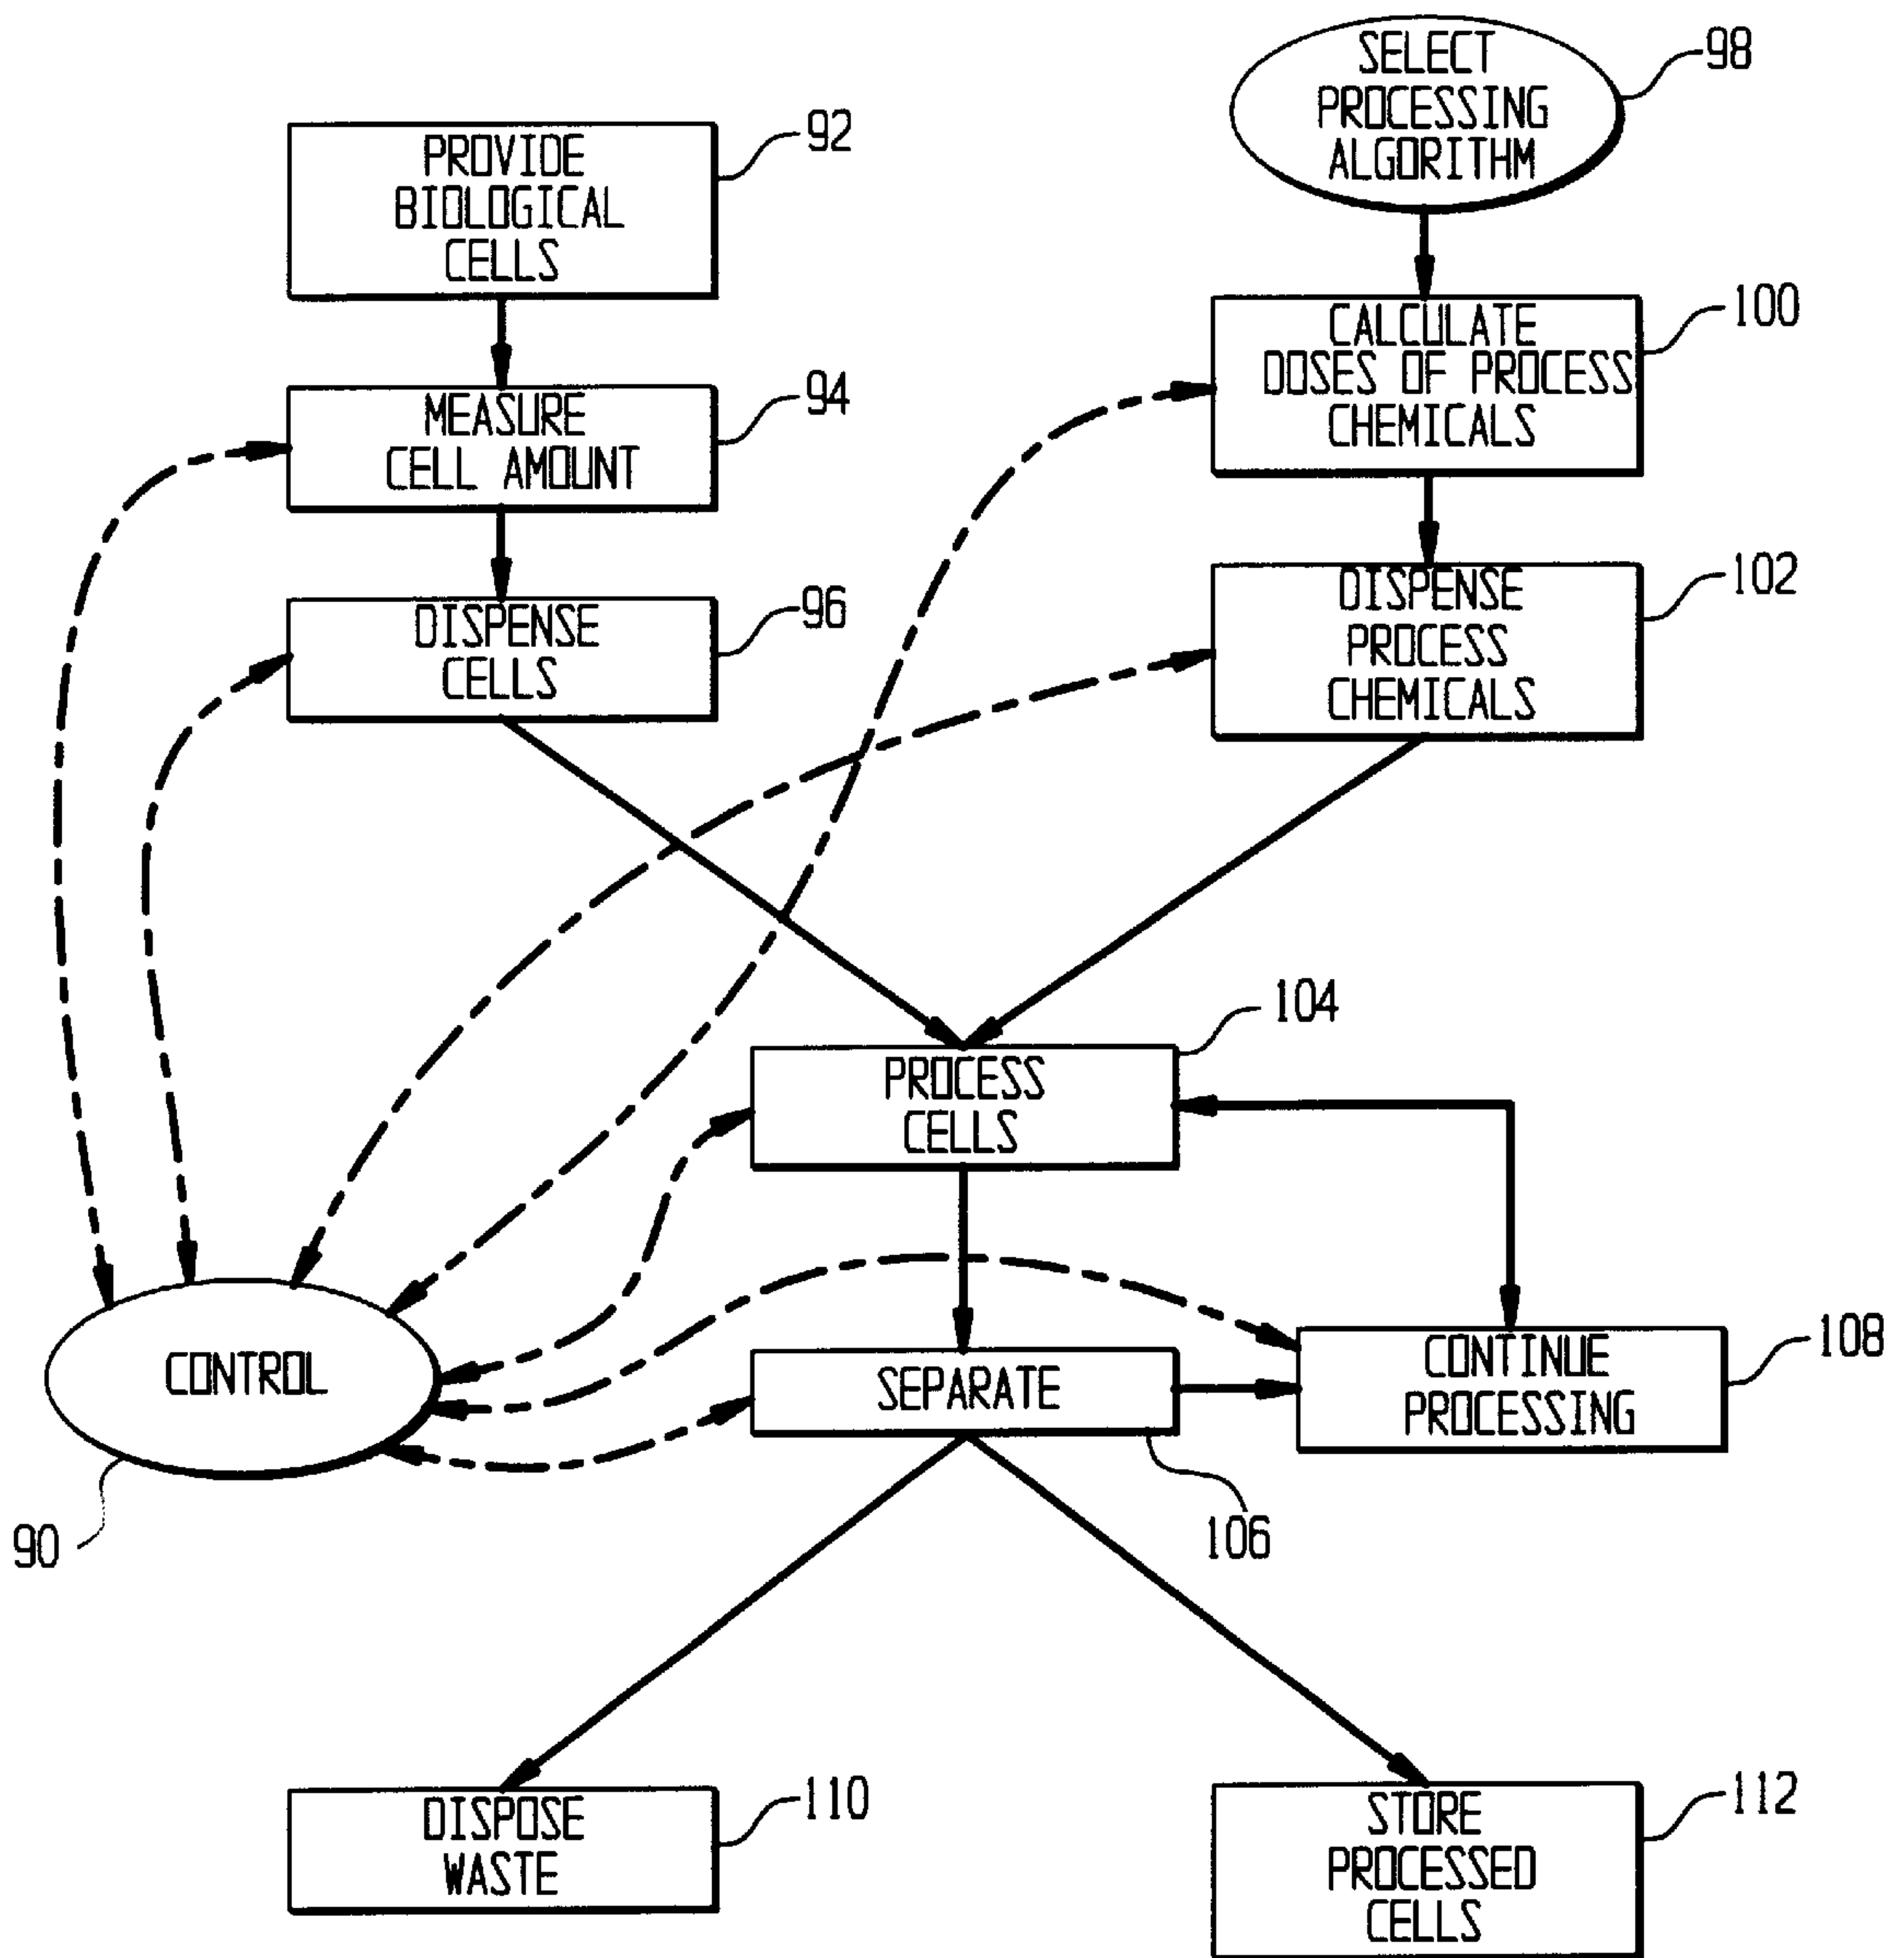 SELECT
PROCESSING
ALGORITHM
98
PROVIDE
BIOLOGICAL
CELLS
92
CALCULATE
DOSES OF PROCESS
CHEMICALS
100
MEASURE
CELL AMOUNT
94
DISPENSE
CELLS
96
DISPENSE
PROCESS
CHEMICALS
102
PROCESS
CELLS
104
CONTROL
90
SEPARATE
106
CONTINUE
PROCESSING
108
DISPOSE
WASTE
110
STORE
PROCESSED
CELLS
112